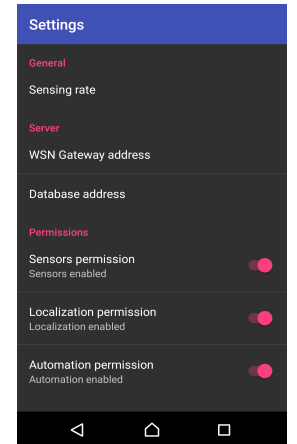 Settings
General
Sensing rate
Server
WSN Gateway address
Database address
Permissions
Sensors permission
Sensors enabled
Localization permission
Localization enabled
Automation permission
Automation enabled